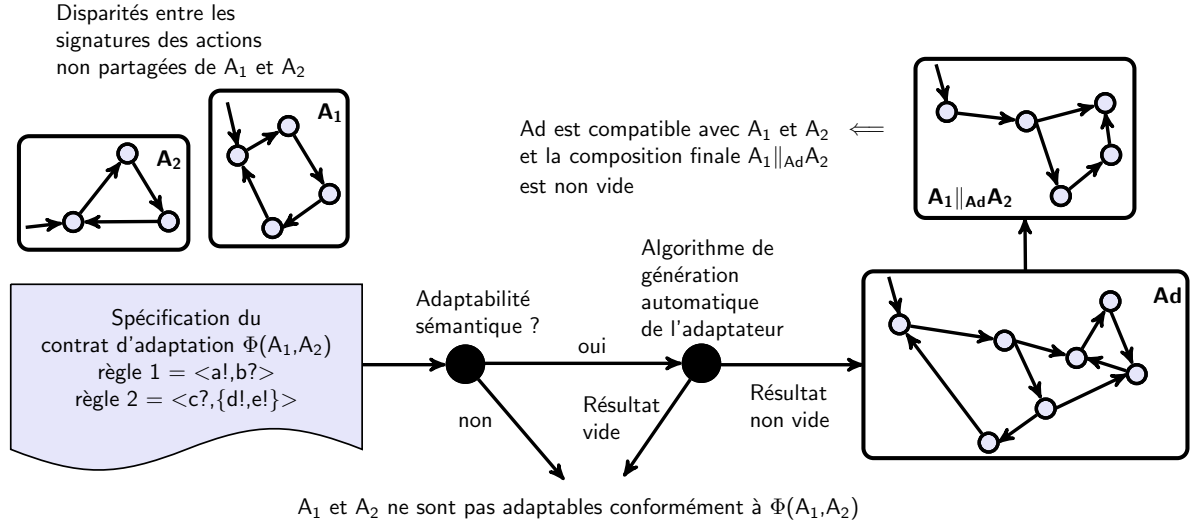 Disparités entre les
signatures des actions
non partagées de A₁ et A₂
A₂
A₁
Ad est compatible avec A₁ et A₂ ⟸
et la composition finale A₁∥AdA₂
est non vide
A₁∥AdA₂
Spécification du
contrat d'adaptation Φ(A₁,A₂)
règle 1 = <a!,b?>
règle 2 = <c?,{d!,e!}>
Adaptabilité
sémantique ?
oui
non
Algorithme de
génération
automatique
de l'adaptateur
Résultat
vide
Résultat
non vide
Ad
A₁ et A₂ ne sont pas adaptables conformément à Φ(A₁,A₂)